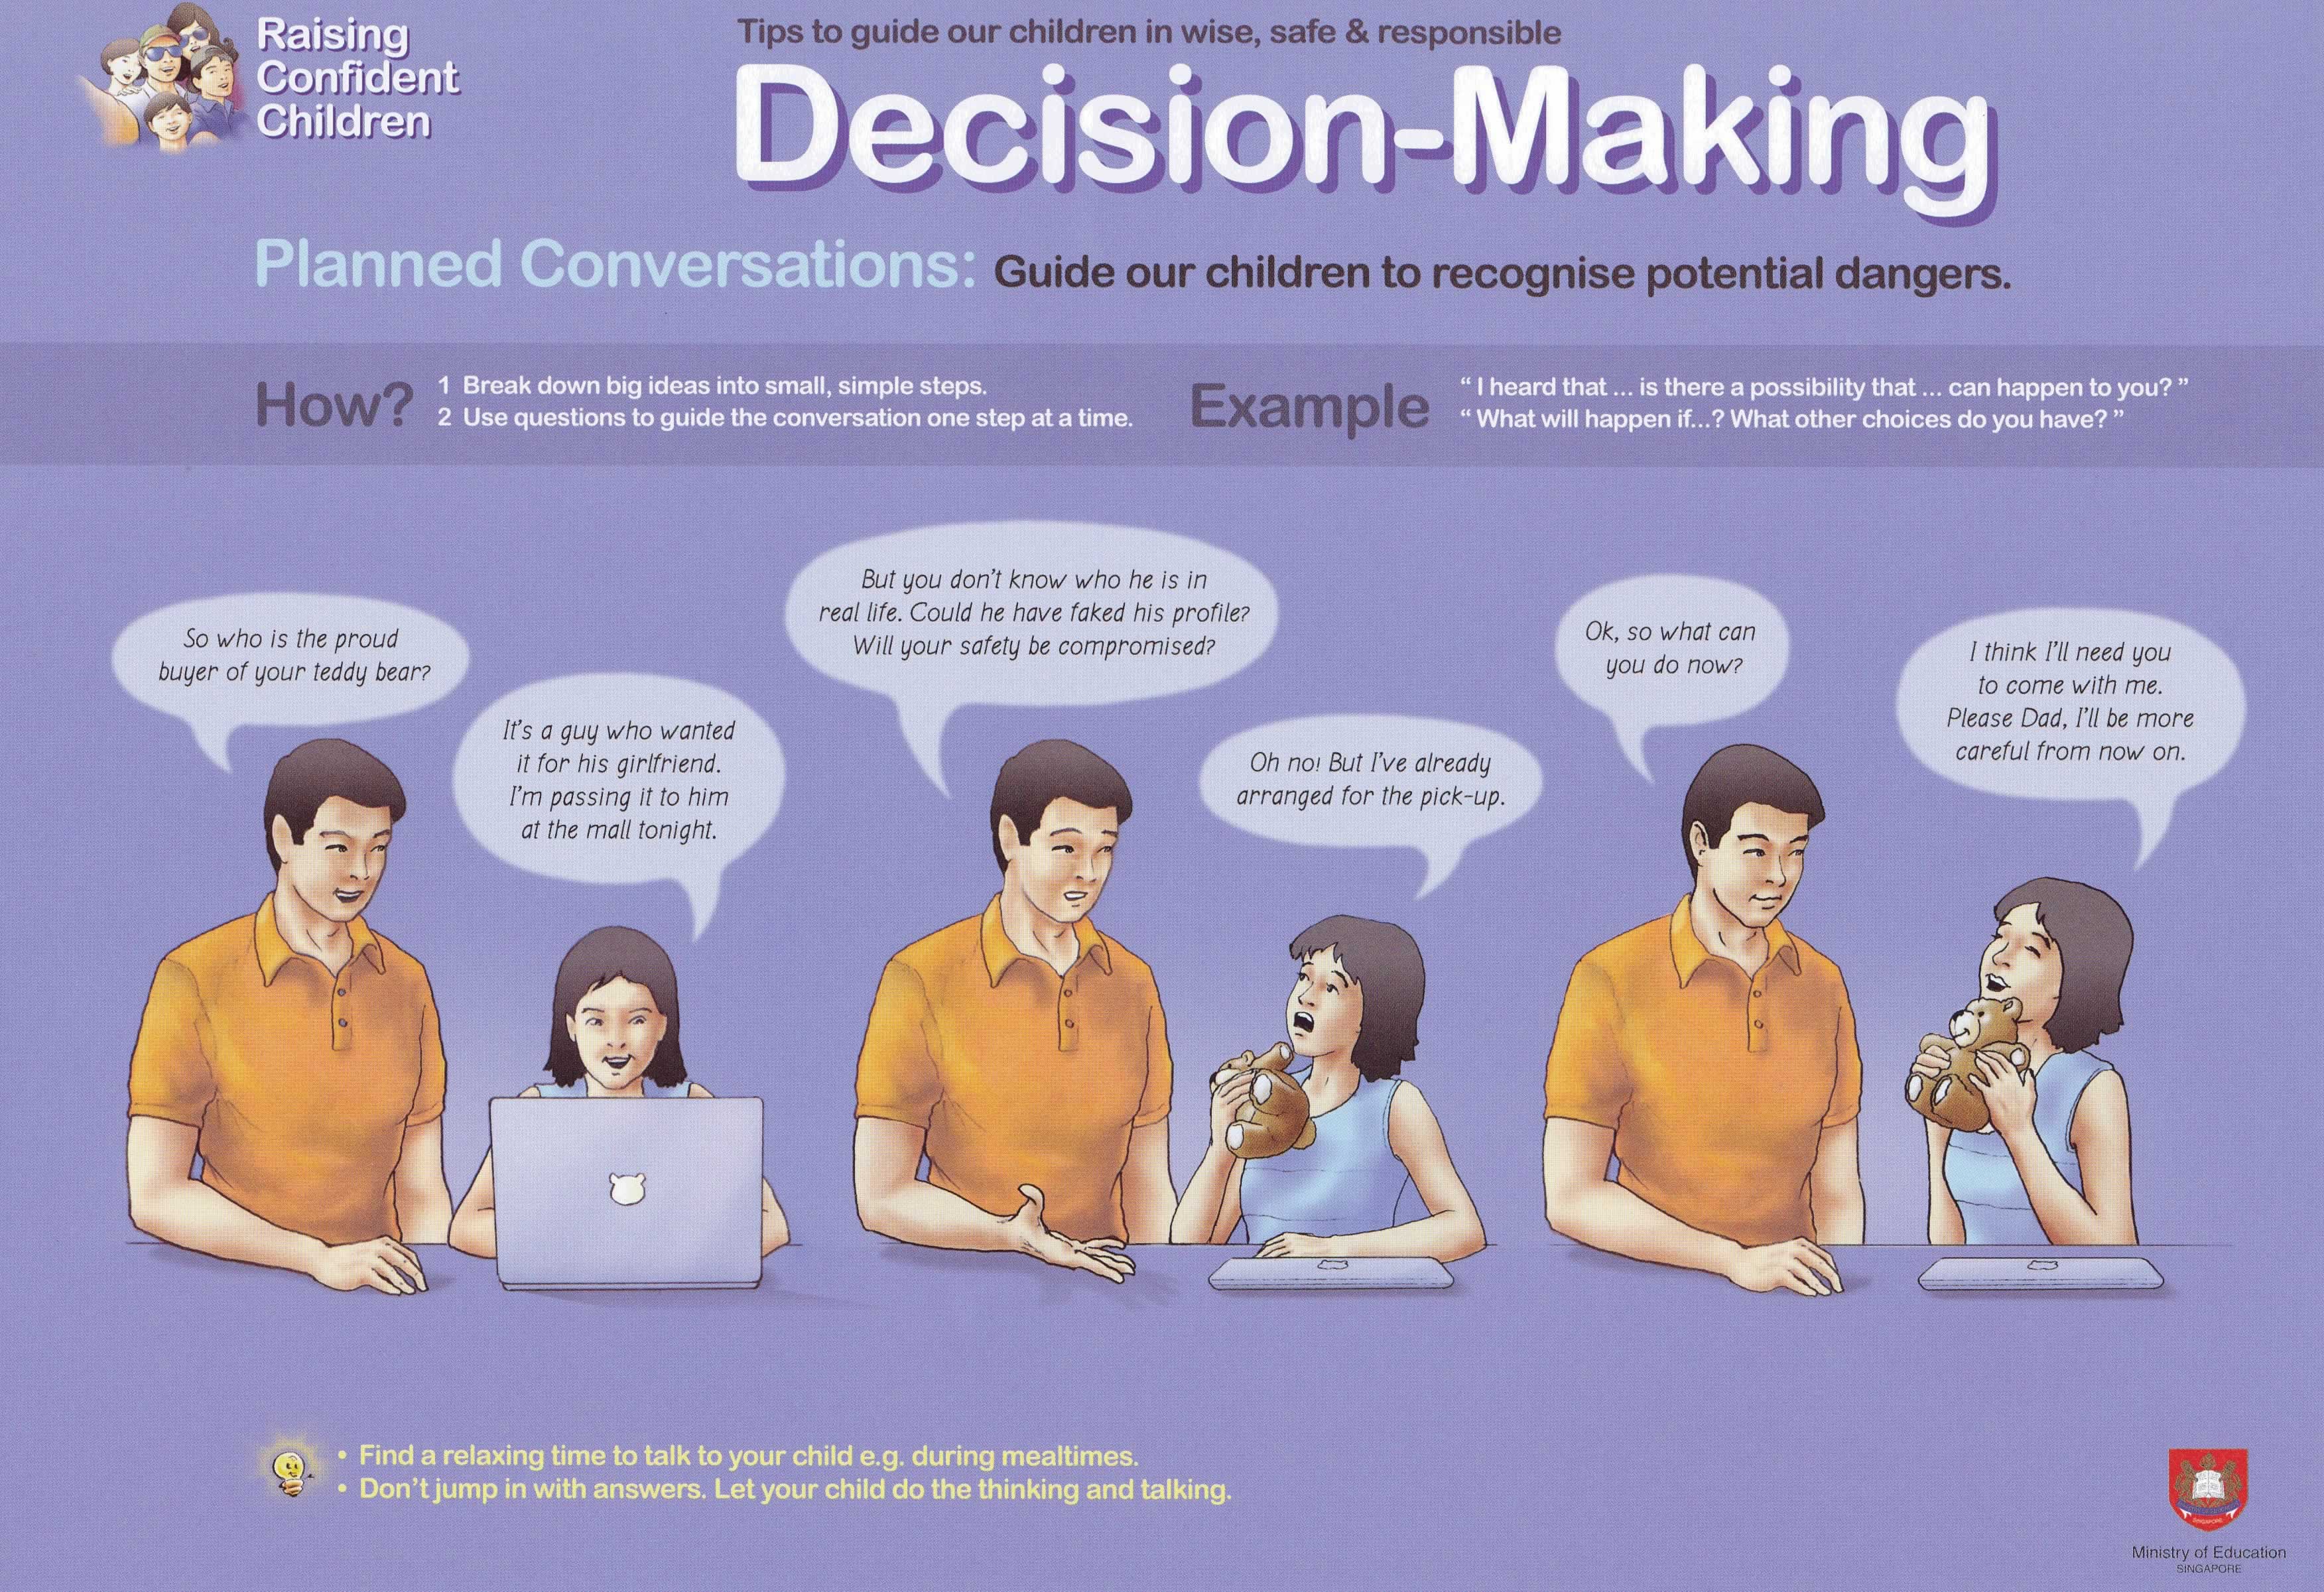 Raising
Confident
Children
Tips to guide our children in wise, safe & responsible
Decision-Making
Planned Conversations: Guide our children to recognise potential dangers.
How?
1 Break down big ideas into small, simple steps.
2 Use questions to guide the conversation one step at a time.
Example
“ I heard that ... is there a possibility that ... can happen to you? ”
“ What will happen if...? What other choices do you have? ”
So who is the proud
buyer of your teddy bear?
It's a guy who wanted
it for his girlfriend.
I'm passing it to him
at the mall tonight.
But you don't know who he is in
real life. Could he have faked his profile?
Will your safety be compromised?
Oh no! But I've already
arranged for the pick-up.
Ok, so what can
you do now?
I think I'll need you
to come with me.
Please Dad, I'll be more
careful from now on.
• Find a relaxing time to talk to your child e.g. during mealtimes.
• Don't jump in with answers. Let your child do the thinking and talking.
SINGAPORE
Ministry of Education
SINGAPORE